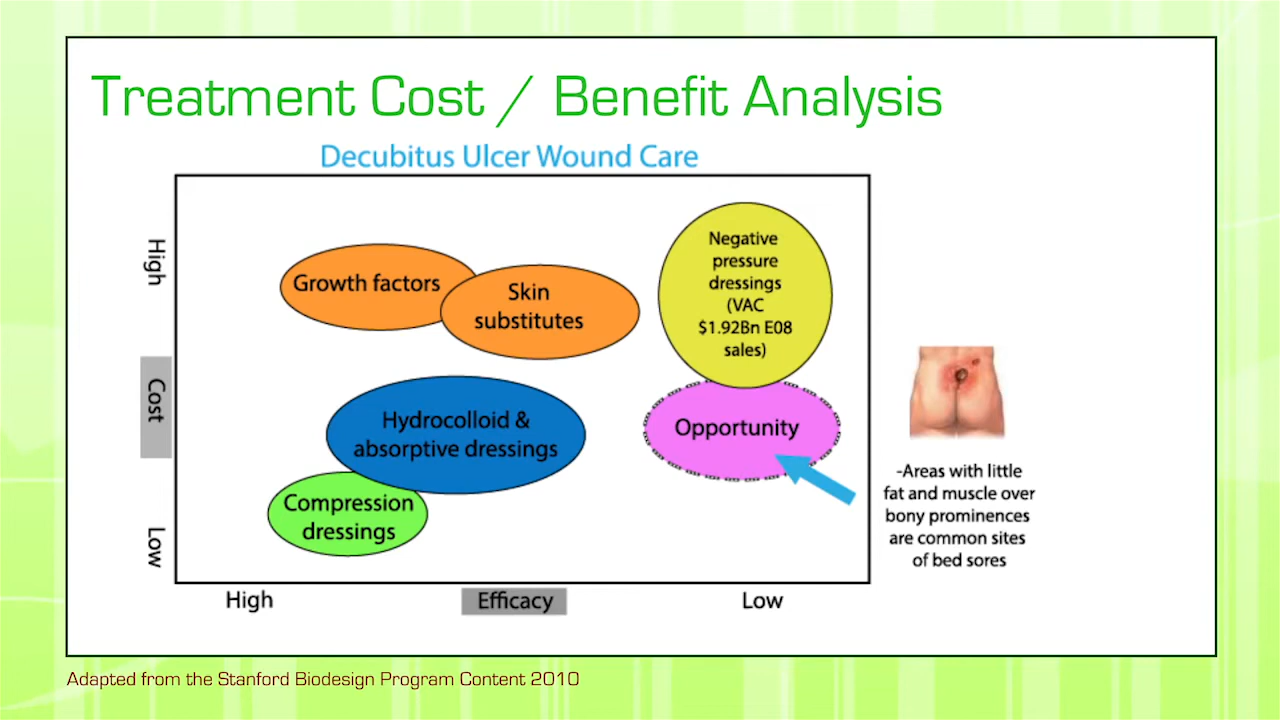 Treatment Cost / Benefit Analysis
Decubitus Ulcer Wound Care
High
Cost
Low
Growth factors
Skin
substitutes
Negative
pressure
dressings
(VAC
$1.92Bn E08
sales)
Hydrocolloid &
absorptive dressings
Opportunity
Compression
dressings
High
Efficacy
Low
-Areas with little
fat and muscle over
bony prominences
are common sites
of bed sores
Adapted from the Stanford Biodesign Program Content 2010